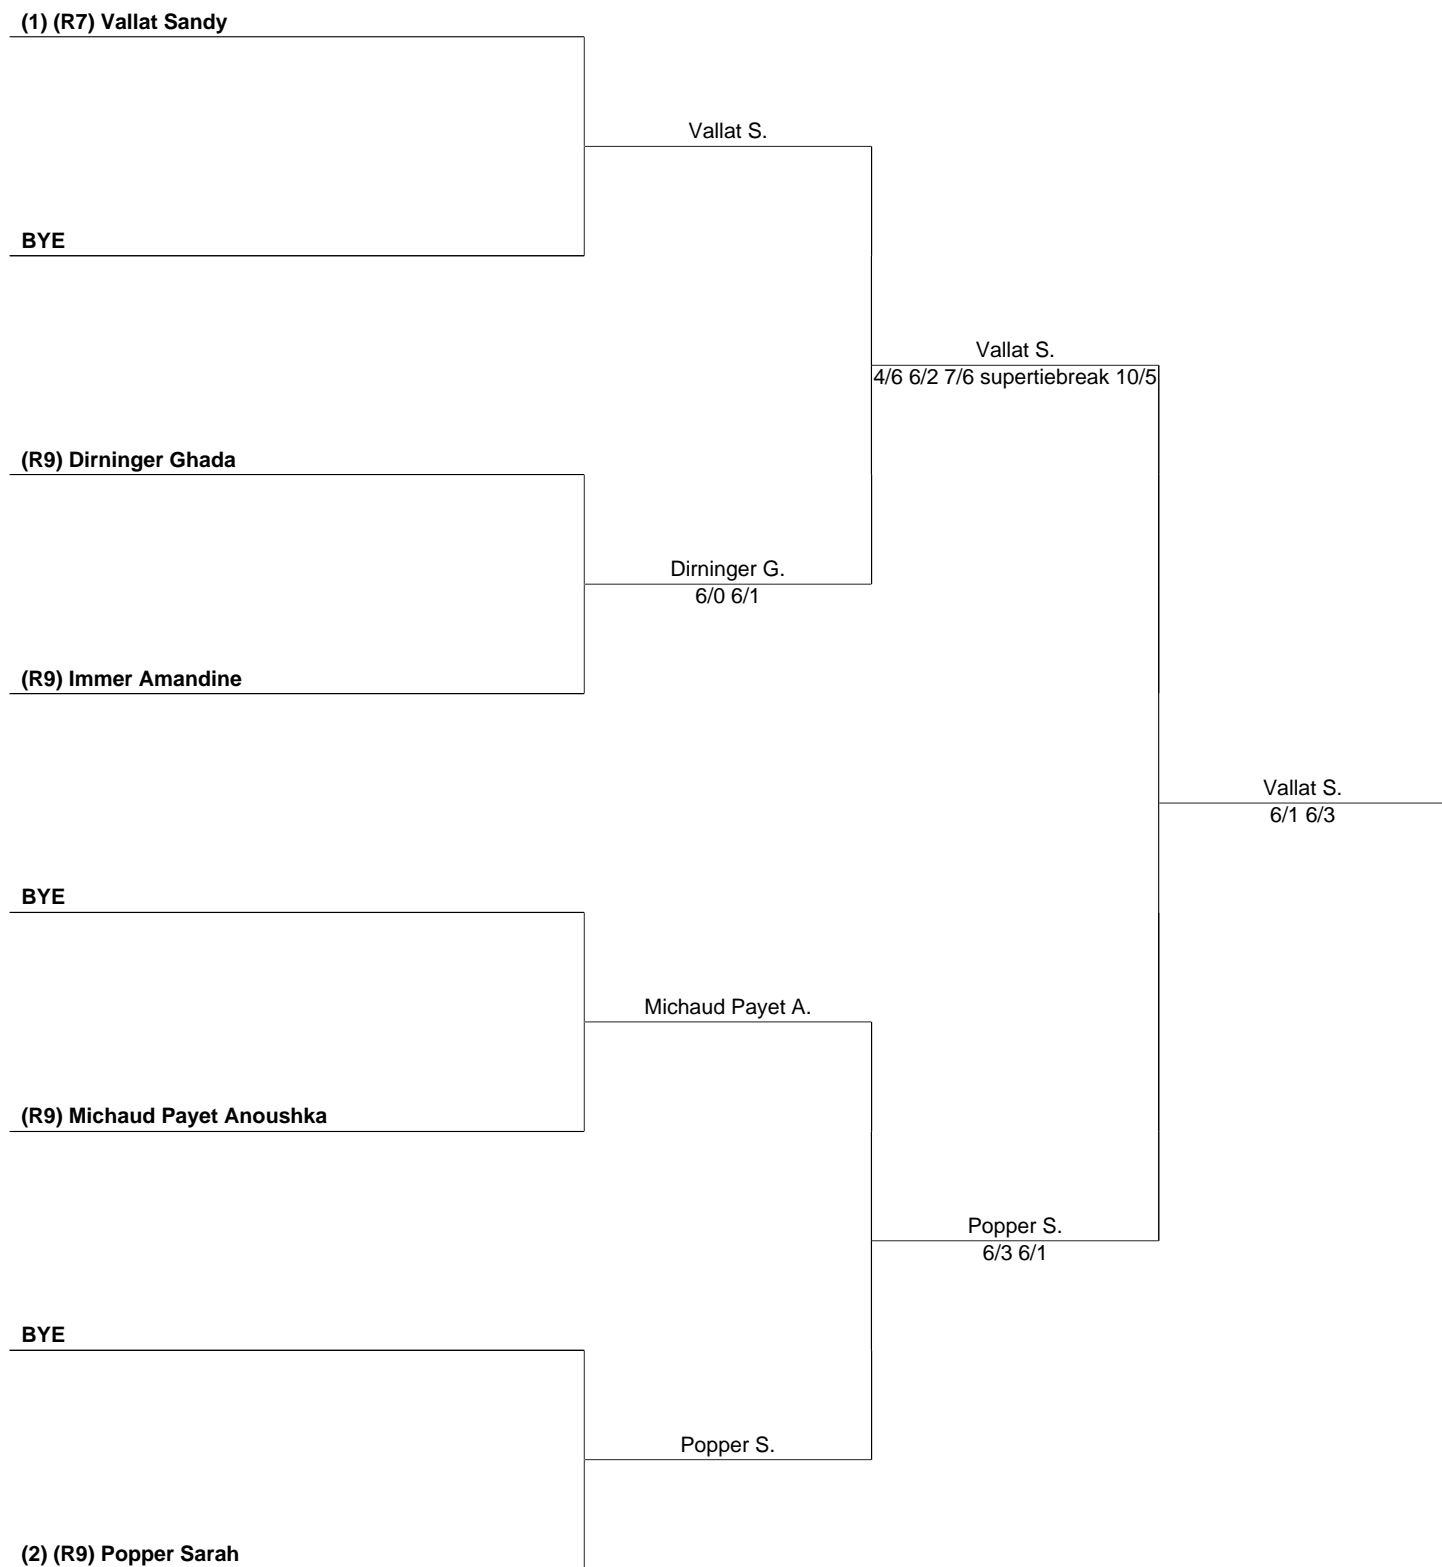 (1) (R7) Vallat Sandy
Vallat S.
BYE
Vallat S.
4/6 6/2 7/6 supertiebreak 10/5
(R9) Dirninger Ghada
Dirninger G.
6/0 6/1
(R9) Immer Amandine
Vallat S.
6/1 6/3
BYE
Michaud Payet A.
(R9) Michaud Payet Anoushka
Popper S.
6/3 6/1
BYE
Popper S.
(2) (R9) Popper Sarah